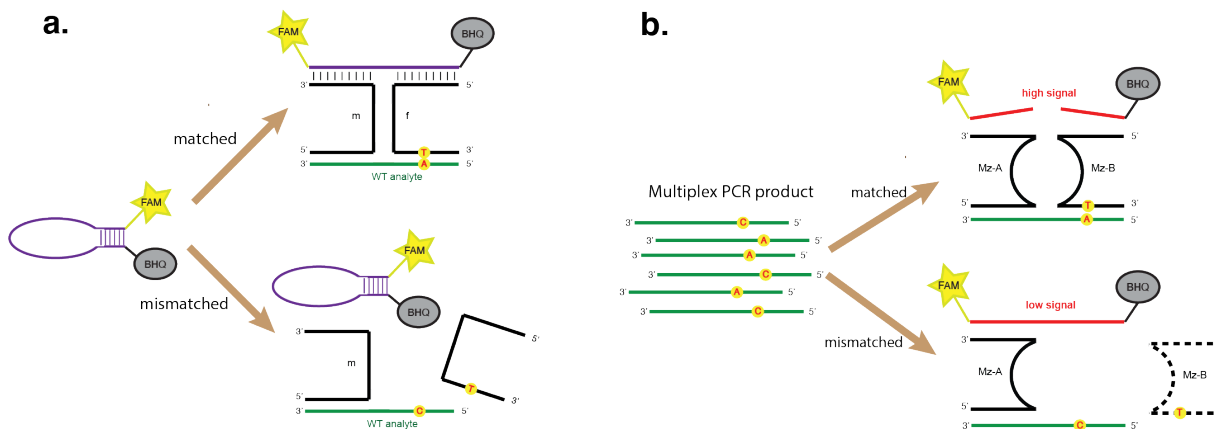 a.
FAM
BHQ
3'
5'
m
f
matched
5'
3'
T
3'
A
5'
WT analyte
FAM
BHQ
mismatched
FAM
BHQ
3'
m
5'
5'
T
3'
3'
C
5'
WT analyte
b.
Multiplex PCR product
3'
C
5'
3'
A
5'
3'
A
5'
3'
C
5'
3'
A
5'
3'
C
5'
matched
mismatched
FAM
BHQ
high signal
3'
5'
Mz-A
Mz-B
5'
T
3'
3'
A
5'
FAM
BHQ
low signal
3'
Mz-A
Mz-B
5'
T
3'
C
5'